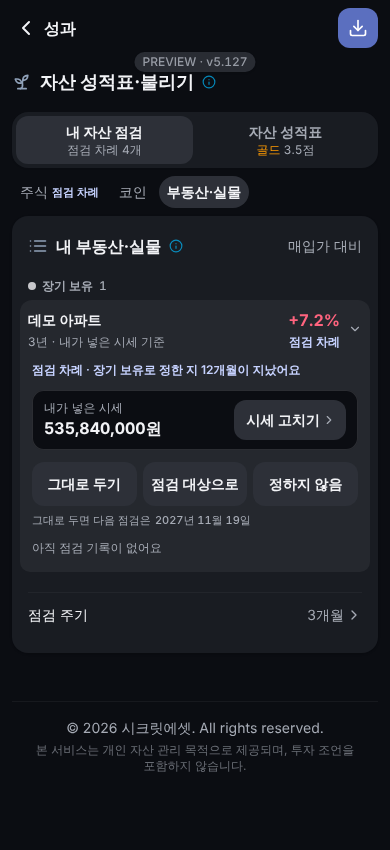 성과
PREVIEW · v5.127
자산 성적표·불리기
내 자산 점검
점검 차례 4개
자산 성적표
골드 3.5점
주식 점검 차례
코인
부동산·실물
내 부동산·실물
매입가 대비
장기 보유 1
데모 아파트
+7.2%
3년 · 내가 넣은 시세 기준
점검 차례
점검 차례 · 장기 보유로 정한 지 12개월이 지났어요
내가 넣은 시세
535,840,000원
시세 고치기
그대로 두기
점검 대상으로
정하지 않음
그대로 두면 다음 점검은 2027년 11월 19일
아직 점검 기록이 없어요
점검 주기
3개월
© 2026 시크릿에셋. All rights reserved.
본 서비스는 개인 자산 관리 목적으로 제공되며, 투자 조언을
포함하지 않습니다.